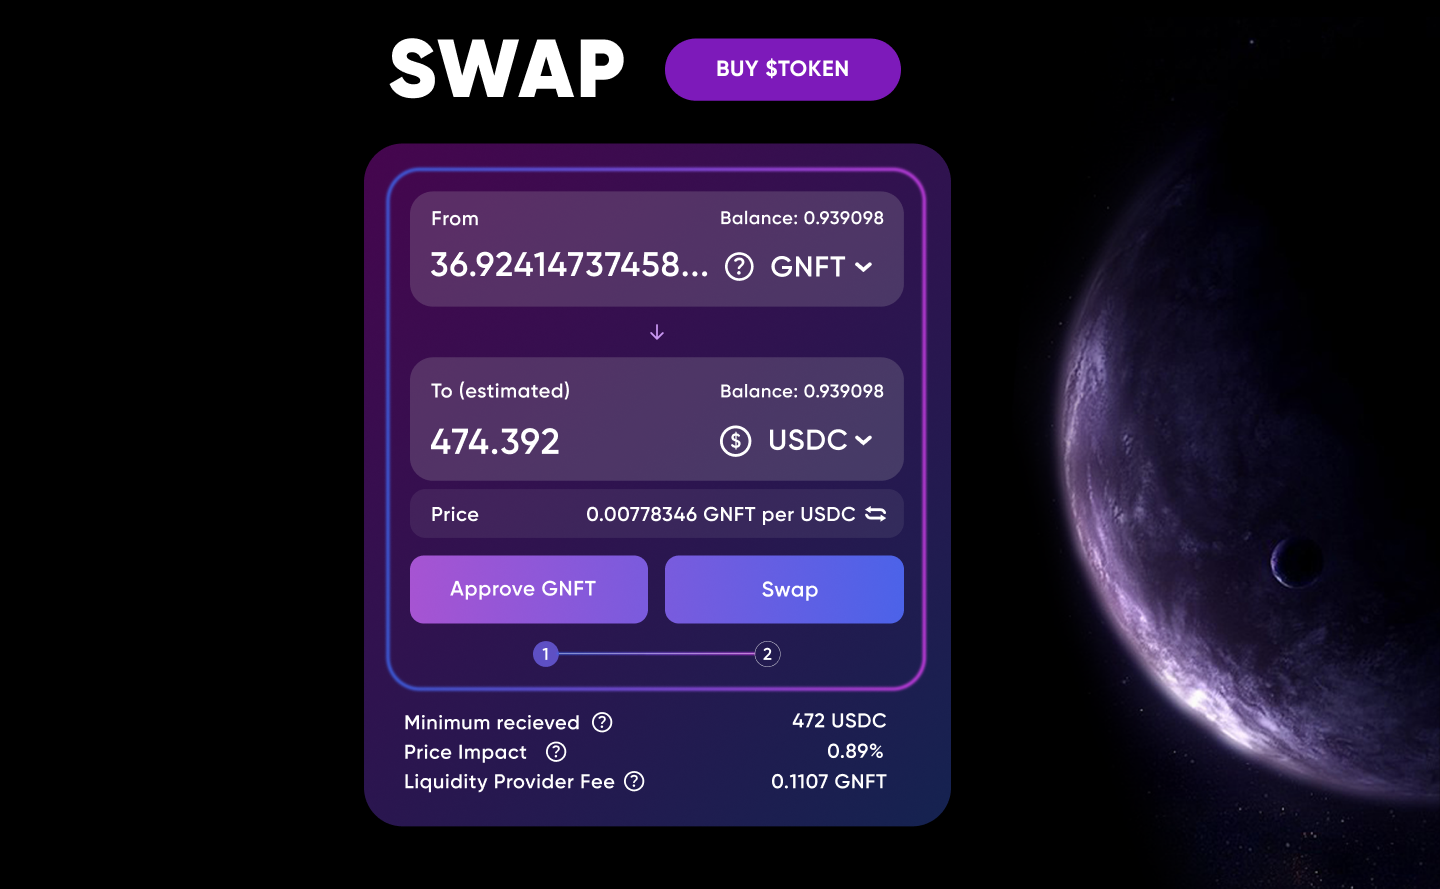 SWAP BUY $TOKEN
From Balance: 0.939098
36.92414737458... ? GNFT
To (estimated) Balance: 0.939098
474.392 $ USDC
Price 0.00778346 GNFT per USDC
Approve GNFT Swap
1 2
Minimum recieved ? 472 USDC
Price Impact ? 0.89%
Liquidity Provider Fee ? 0.1107 GNFT